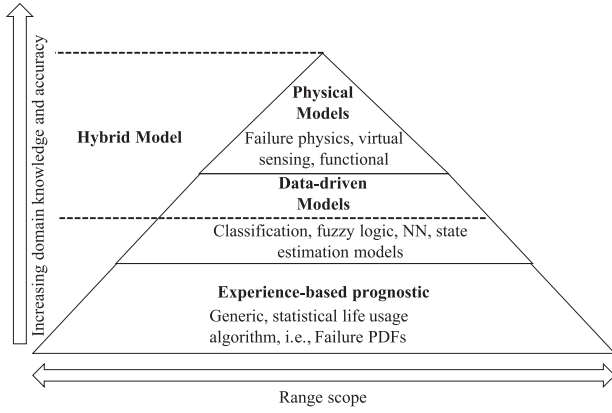 Increasing domain knowledge and accuracy
Hybrid Model
Physical
Models
Failure physics, virtual
sensing, functional
Data-driven
Models
Classification, fuzzy logic, NN, state
estimation models
Experience-based prognostic
Generic, statistical life usage
algorithm, i.e., Failure PDFs
Range scope